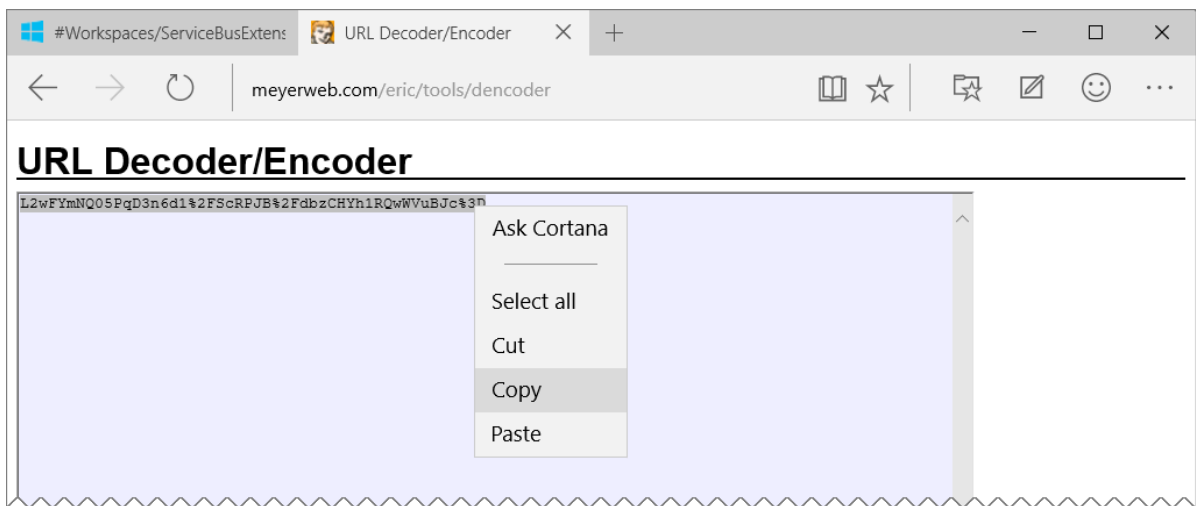 #Workspaces/ServiceBusExtens
URL Decoder/Encoder
meyerweb.com/eric/tools/dencoder
URL Decoder/Encoder
L2wFYmNQ05PqD3n6d1%2FScRPJB%2FdbzCHYh1RQwWVuBJc%3D
Ask Cortana
Select all
Cut
Copy
Paste